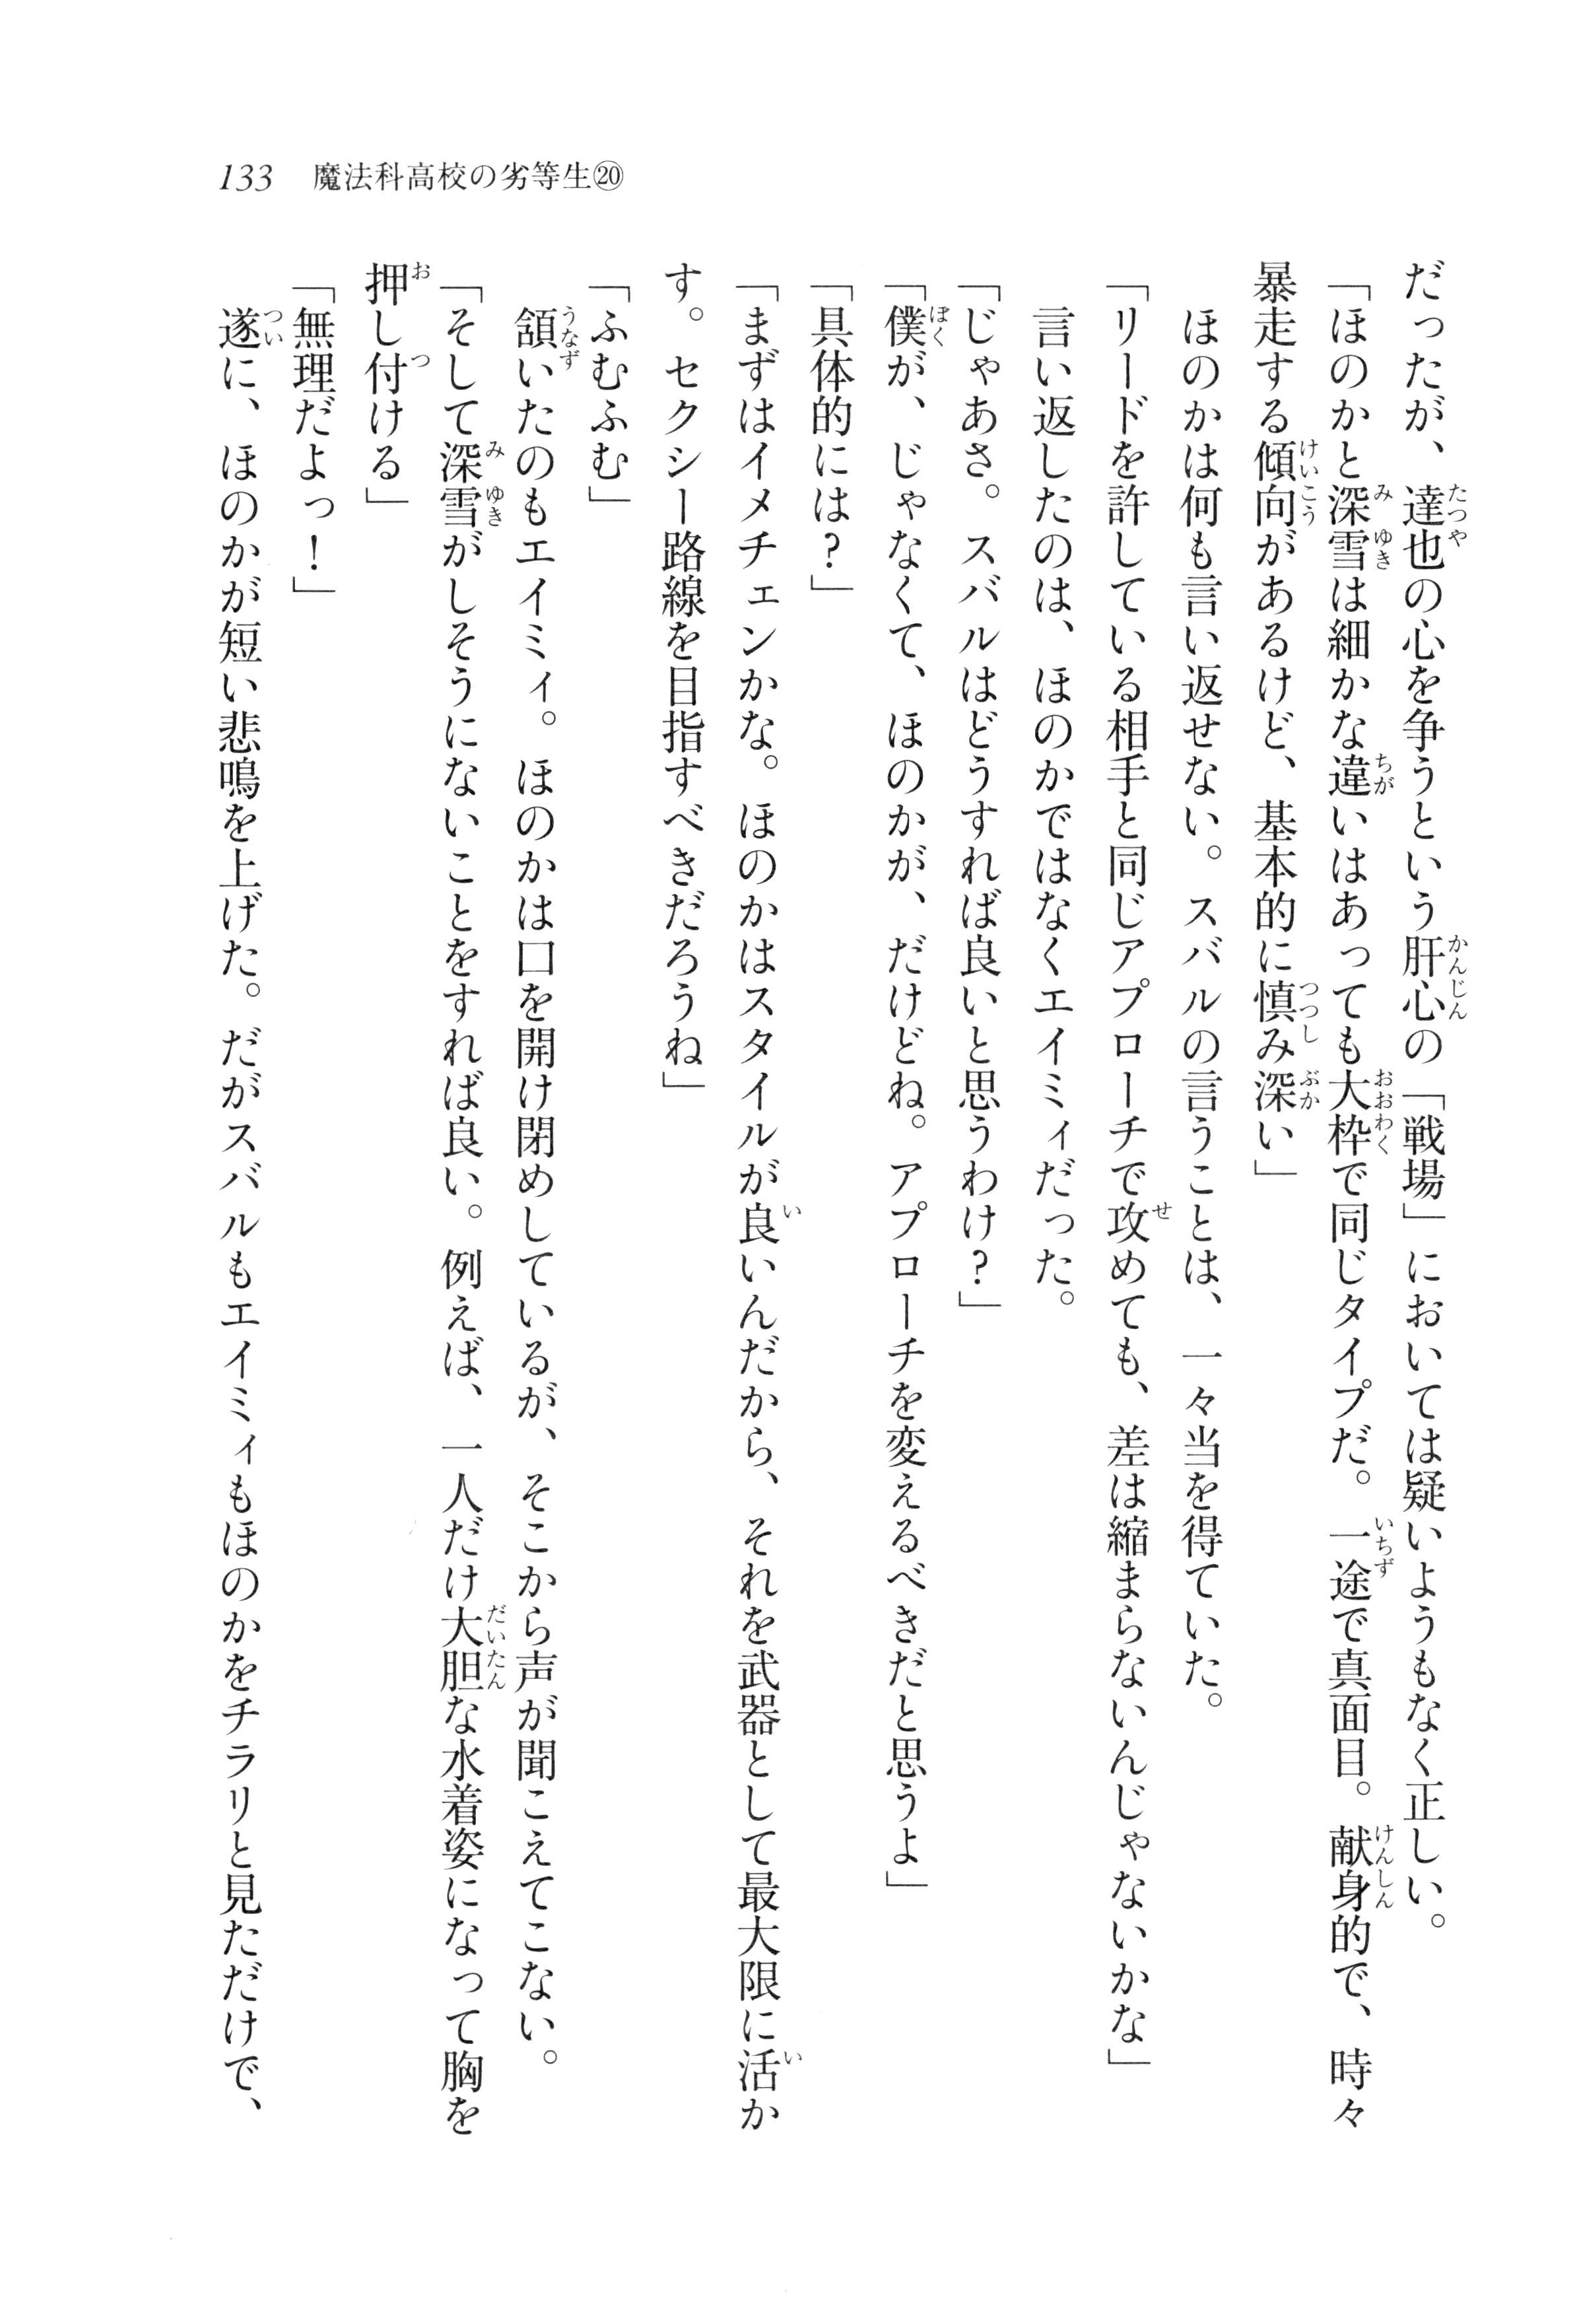 133 魔法科高校の劣等生⑳
だったが、達也の心を争うという肝心の「戦場」においては疑いようもなく正しい。
「ほのかと深雪は細かな違いはあっても大枠で同じタイプだ。一途で真面目。献身的で、時々
暴走する傾向があるけど、基本的に慎み深い」
ほのかは何も言い返せない。スバルの言うことは、一々当を得ていた。
「リードを許している相手と同じアプローチで攻めても、差は縮まらないんじゃないかな」
言い返したのは、ほのかではなくエイミィだった。
「じゃあさ。スバルはどうすれば良いと思うわけ?」
「僕が、じゃなくて、ほのかが、だけどね。アプローチを変えるべきだと思うよ」
「具体的には?」
「まずはイメチェンかな。ほのかはスタイルが良いんだから、それを武器として最大限に活か
す。セクシー路線を目指すべきだろうね」
「ふむふむ」
頷いたのもエイミィ。ほのかは口を開け閉めしているが、そこから声が聞こえてこない。
「そして深雪がしそうにないことをすれば良い。例えば、一人だけ大胆な水着姿になって胸を
押し付ける」
「無理だよっ!」
遂に、ほのかが短い悲鳴を上げた。だがスバルもエイミィもほのかをチラリと見ただけで、